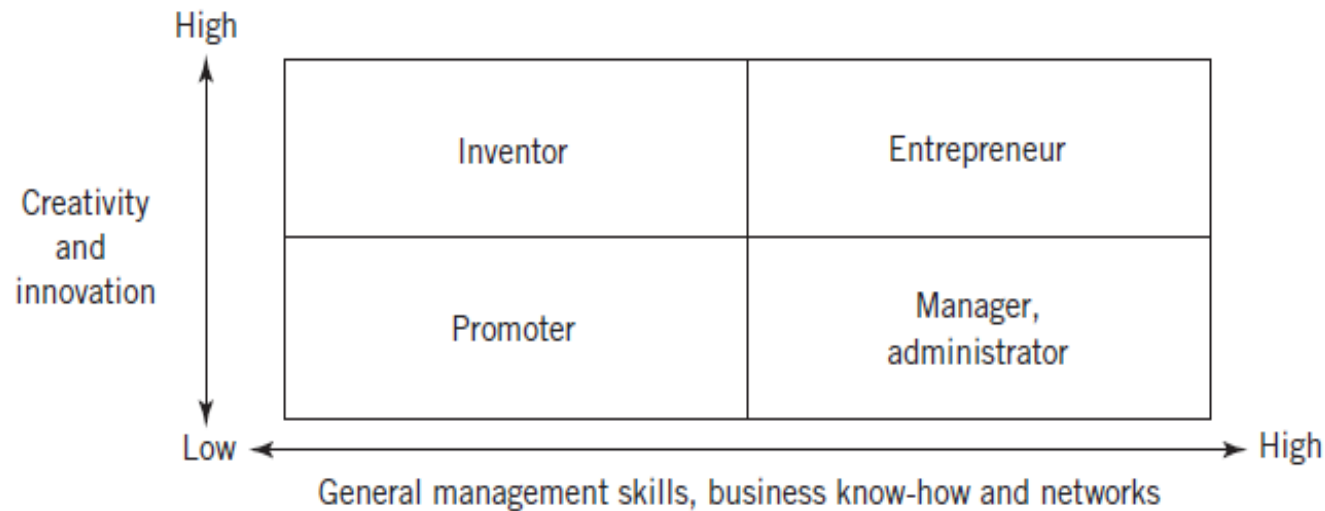 High
Inventor
Entrepreneur
Creativity
and
innovation
Promoter
Manager,
administrator
Low
High
General management skills, business know-how and networks